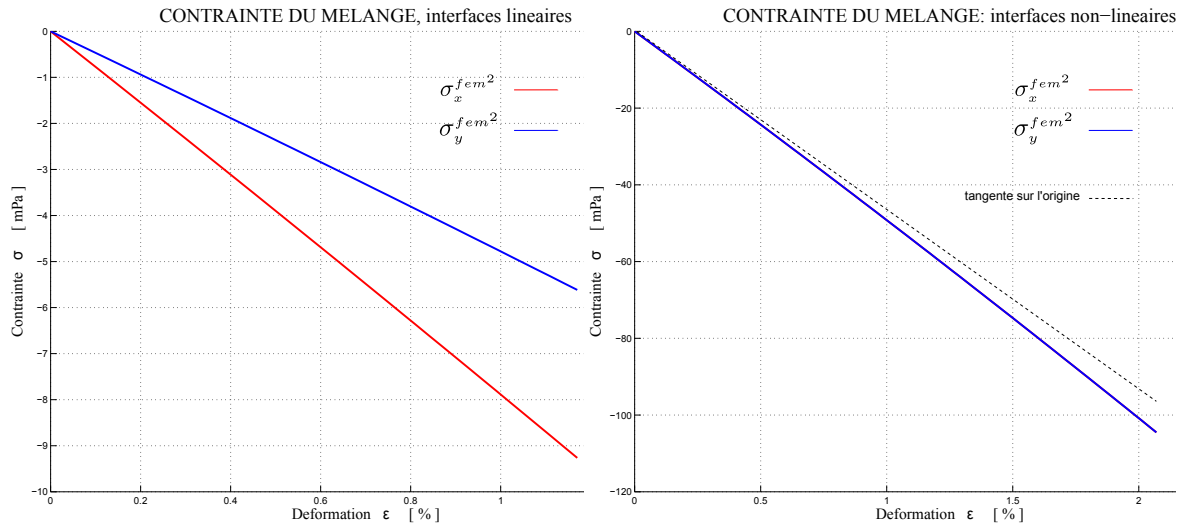 CONTRAINTE DU MELANGE, interfaces lineaires
0
−1
−2
−3
−4
−5
−6
−7
−8
−9
−10
Contrainte σ [ mPa]
σ_x^{fem^2}
σ_y^{fem^2}
0
0.2
0.4
0.6
0.8
1
Deformation ε [ % ]
CONTRAINTE DU MELANGE: interfaces non−lineaires
0
−20
−40
−60
−80
−100
−120
Contrainte σ [ mPa]
σ_x^{fem^2}
σ_y^{fem^2}
tangente sur l'origine
0
0.5
1
1.5
2
Deformation ε [ % ]